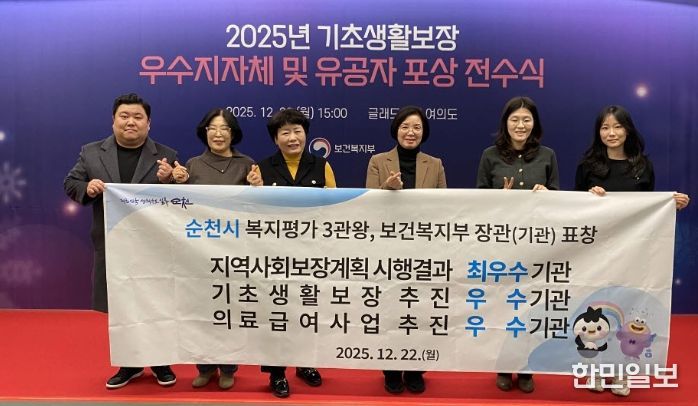 2025년 기초생활보장
우수지자체 및 유공자 포상 전수식
2025. 12. (월) 15:00 여의도
보건복지부
순천
순천시 복지평가 3관왕, 보건복지부 장관(기관) 표창
지역사회보장계획 시행결과 최우수기관
기초생활보장 추진 우수기관
의료급여사업 추진 우수기관
2025. 12. 22.(월)
한민일보